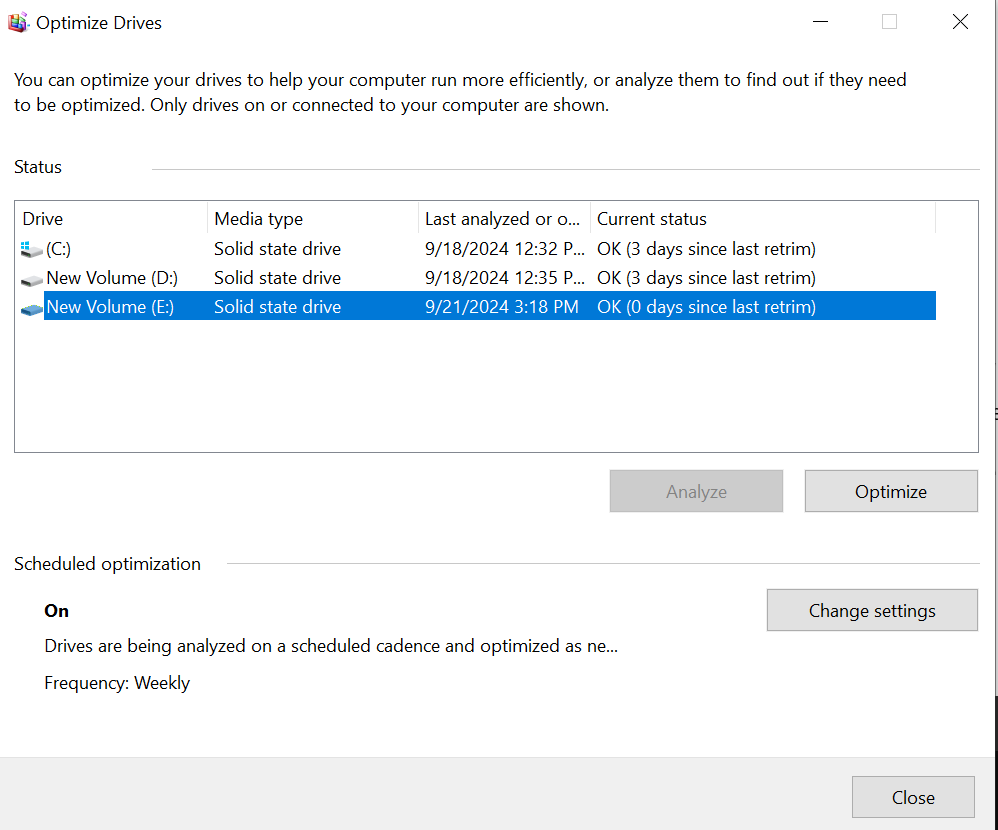 Optimize Drives
You can optimize your drives to help your computer run more efficiently, or analyze them to find out if they need
to be optimized. Only drives on or connected to your computer are shown.
Status
Drive Media type Last analyzed or o... Current status
(C:) Solid state drive 9/18/2024 12:32 P... OK (3 days since last retrim)
New Volume (D:) Solid state drive 9/18/2024 12:35 P... OK (3 days since last retrim)
New Volume (E:) Solid state drive 9/21/2024 3:18 PM OK (0 days since last retrim)
Analyze Optimize
Scheduled optimization
On Change settings
Drives are being analyzed on a scheduled cadence and optimized as ne...
Frequency: Weekly
Close